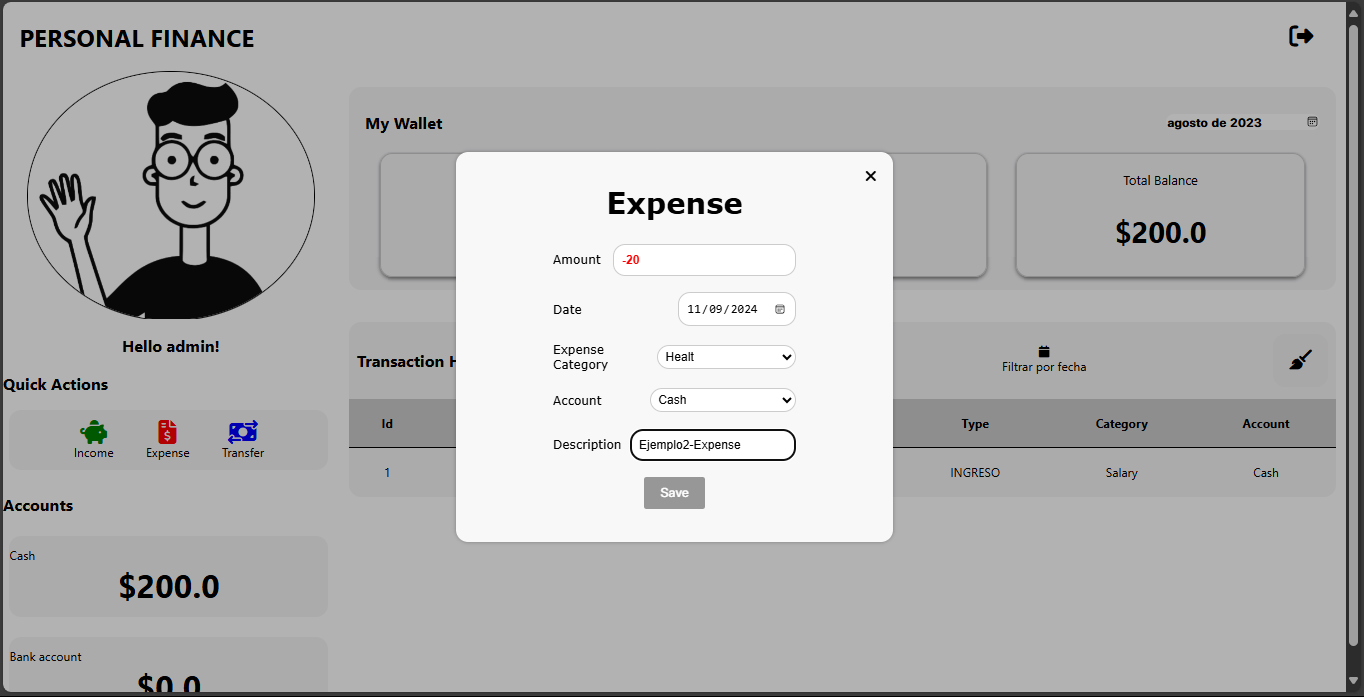 PERSONAL FINANCE
Hello admin!
Quick Actions
Income
Expense
Transfer
Accounts
Cash
$200.0
Bank account
$0.0
My Wallet
agosto de 2023
Total Balance
$200.0
Transaction H
Filtrar por fecha
Id
Type
Category
Account
1
INGRESO
Salary
Cash
Expense
Amount
-20
Date
11/09/2024
Expense
Category
Healt
Account
Cash
Description
Ejemplo2-Expense
Save